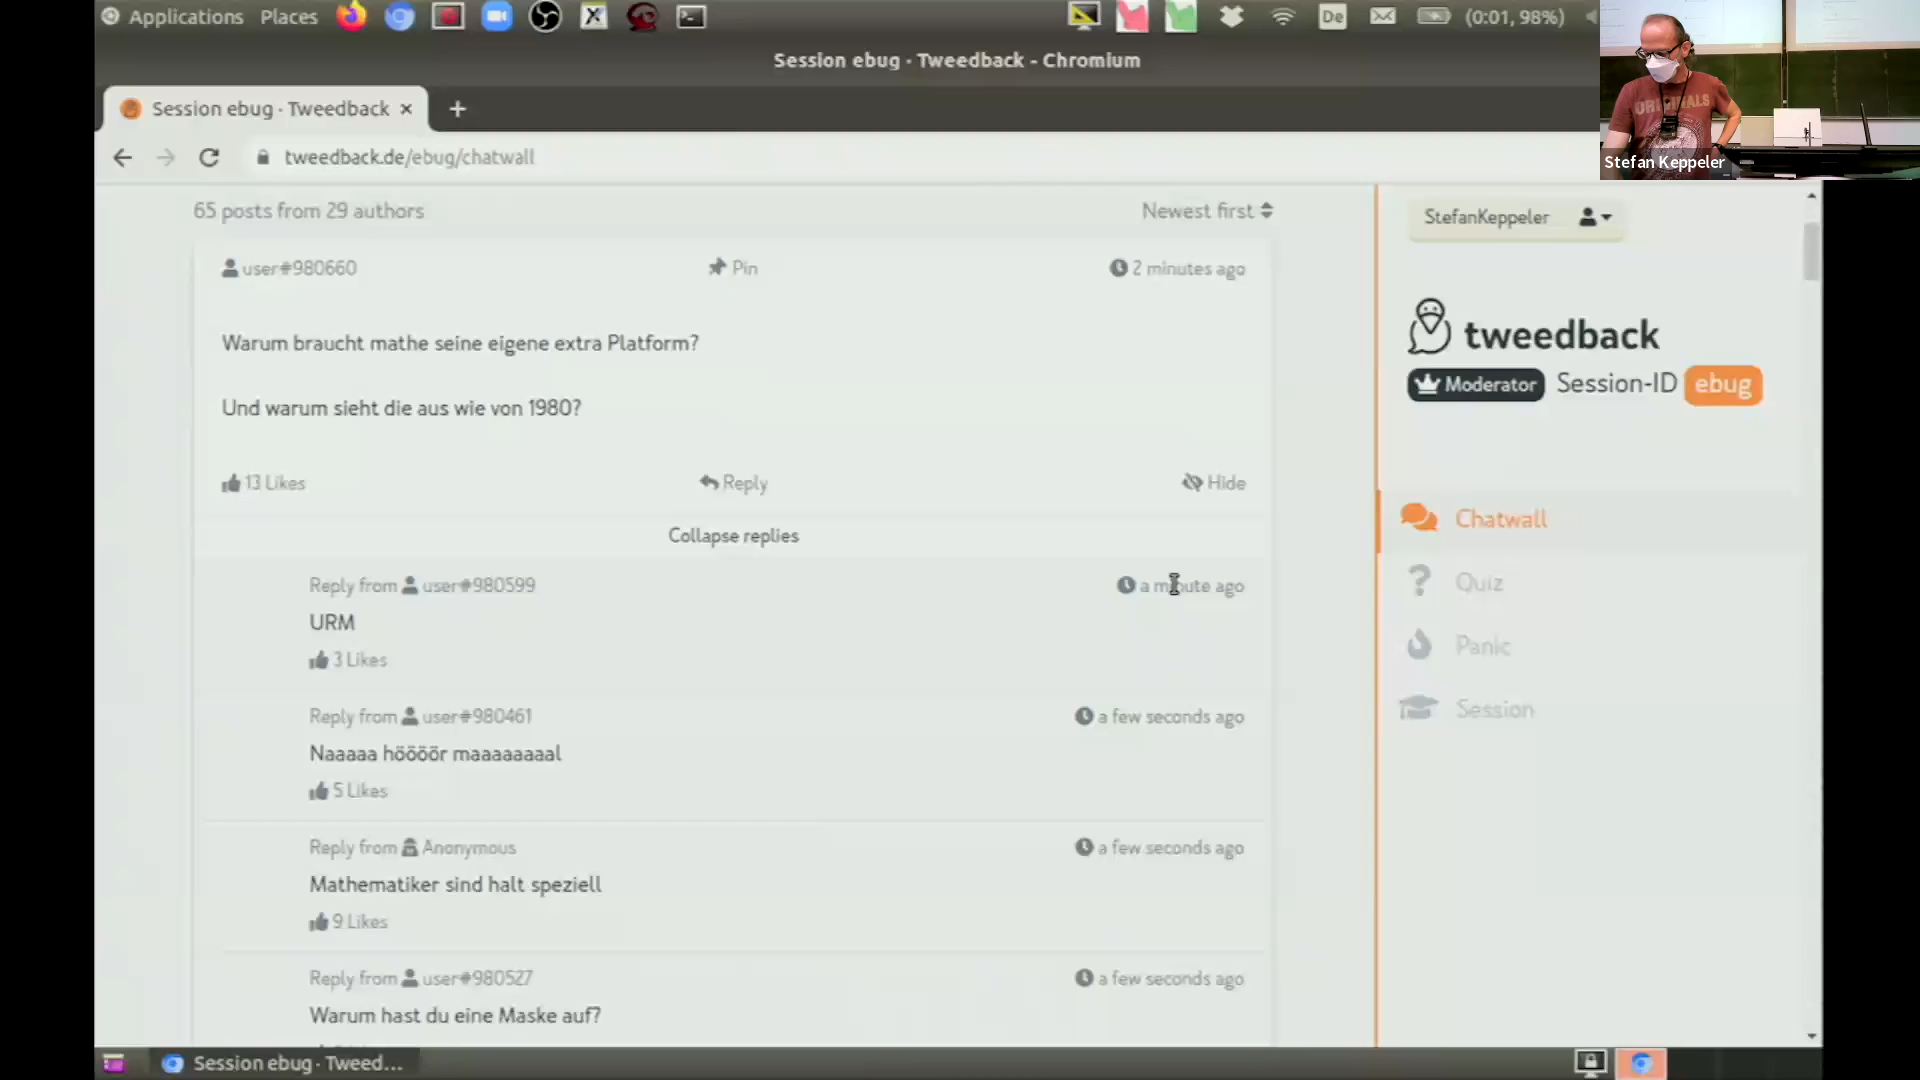 Applications Places De (0:01, 98%)
Session ebug · Tweedback - Chromium
Session ebug · Tweedback × +
tweedback.de/ebug/chatwall
ORIGINALS
Stefan Keppeler
65 posts from 29 authors Newest first
user#980660 Pin 2 minutes ago
Warum braucht mathe seine eigene extra Platform?
Und warum sieht die aus wie von 1980?
13 Likes Reply Hide
Collapse replies
Reply from user#980599 a minute ago
URM
3 Likes
Reply from user#980461 a few seconds ago
Naaaaa höööör maaaaaaaal
5 Likes
Reply from Anonymous a few seconds ago
Mathematiker sind halt speziell
9 Likes
Reply from user#980527 a few seconds ago
Warum hast du eine Maske auf?
StefanKeppeler
tweedback
Moderator Session-ID ebug
Chatwall
Quiz
Panic
Session
Session ebug · Tweed...